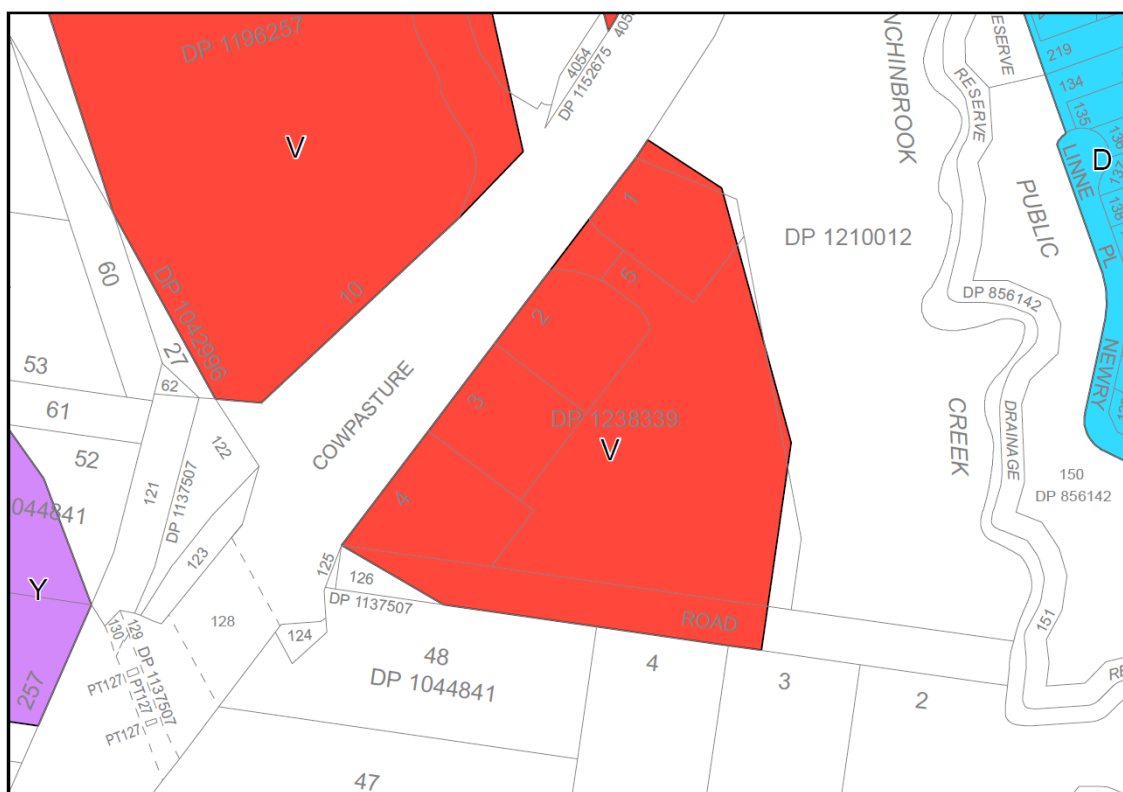 DP 1196257
V
4054
DP 1152675
NCHINBROOK
RESERVE
219
134
135
D
137
138
LINNE
PL
PUBLIC
1
DP 1210012
60
DP 1042996
10
5
DP 856142
2
27
53
62
NEWRY
61
COWPASTURE
3
DP 1238339
V
CREEK
DRAINAGE
52
122
121
DP 1137507
150
DP 856142
4
044841
123
125
126
DP 1137507
Y
128
ROAD
151
130
129
124
DP 1137507
48
DP 1044841
4
3
2
257
PT127
PT127
PT127
47